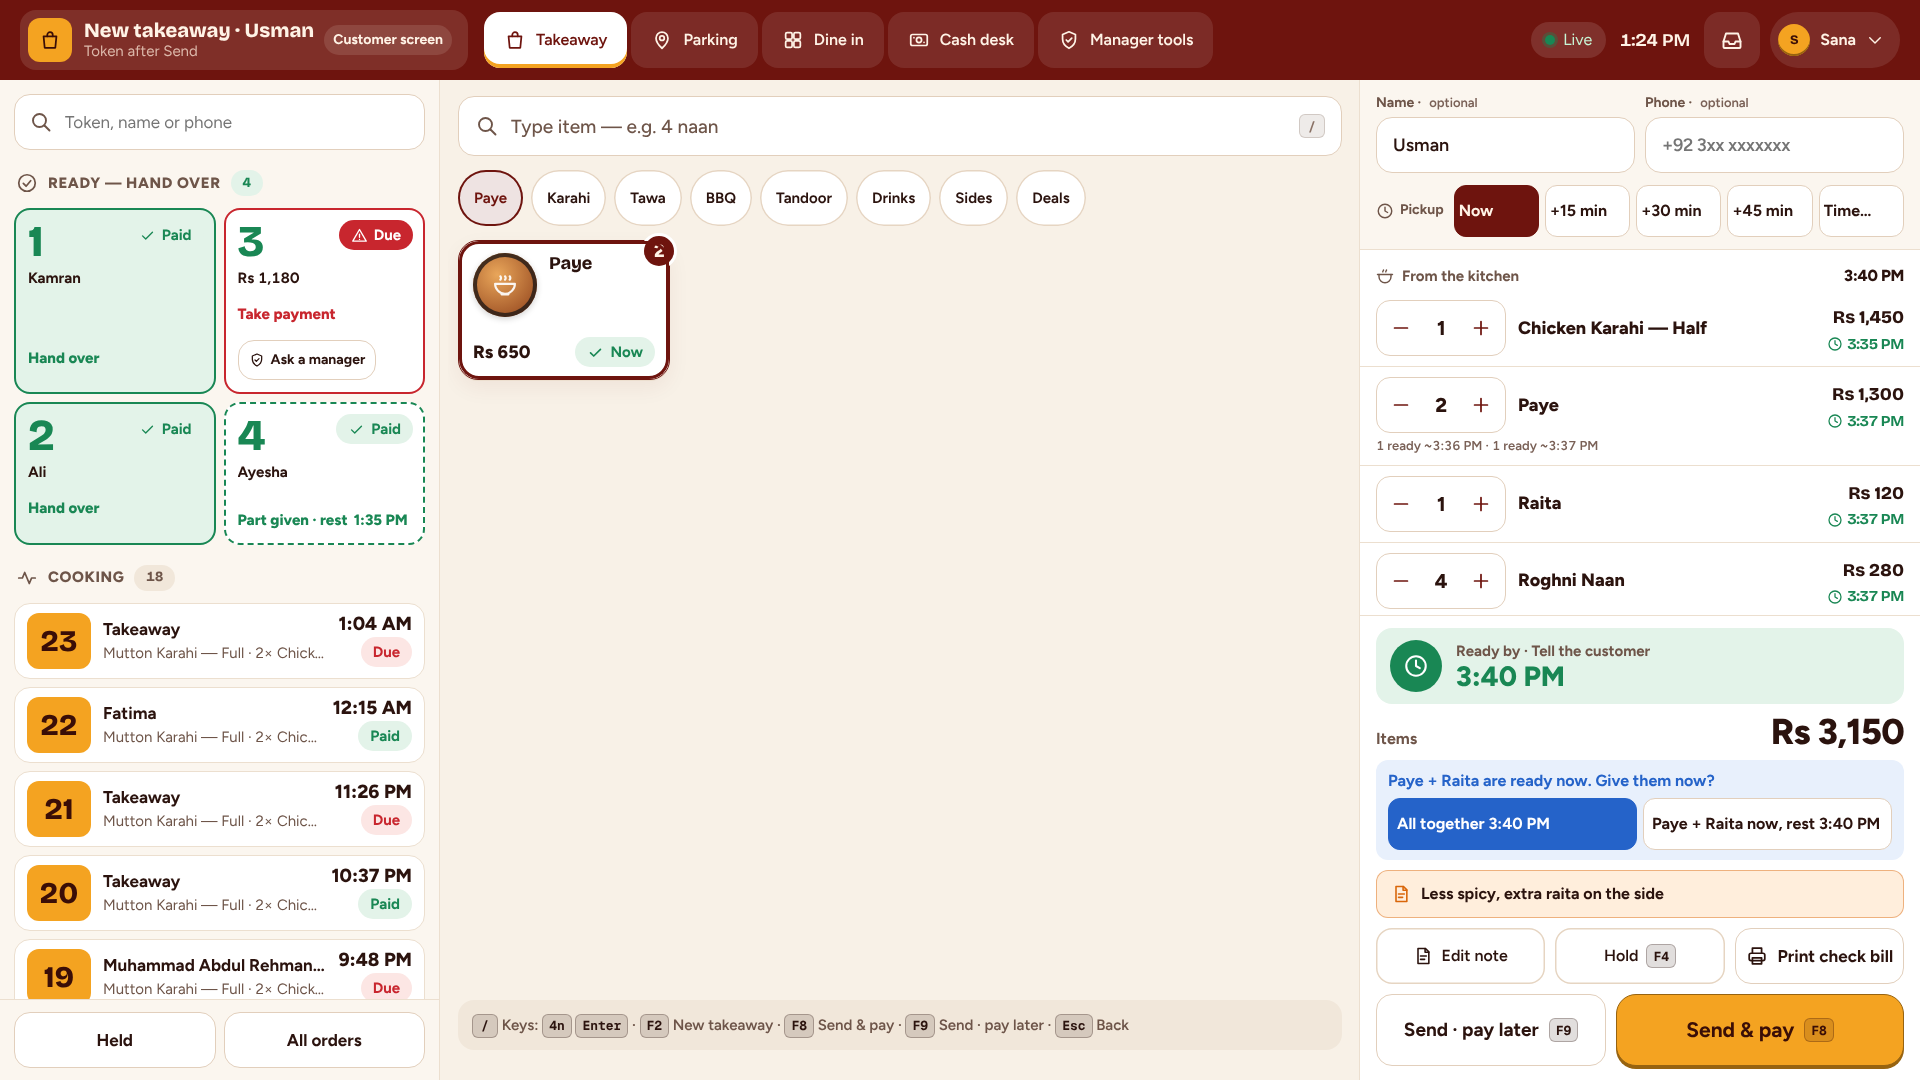 New takeaway · Usman
Token after Send
Customer screen
Takeaway
Parking
Dine in
Cash desk
Manager tools
Live
1:24 PM
S
Sana
Token, name or phone
READY — HAND OVER 4
1
Paid
Kamran
Hand over
3
Due
Rs 1,180
Take payment
Ask a manager
2
Paid
Ali
Hand over
4
Paid
Ayesha
Part given · rest 1:35 PM
COOKING 18
23
Takeaway
1:04 AM
Mutton Karahi — Full · 2× Chick...
Due
22
Fatima
12:15 AM
Mutton Karahi — Full · 2× Chic...
Paid
21
Takeaway
11:26 PM
Mutton Karahi — Full · 2× Chic...
Due
20
Takeaway
10:37 PM
Mutton Karahi — Full · 2× Chic...
Paid
19
Muhammad Abdul Rehman...
9:48 PM
Mutton Karahi — Full · 2× Chic...
Due
Held
All orders
Type item — e.g. 4 naan
/
Paye
Karahi
Tawa
BBQ
Tandoor
Drinks
Sides
Deals
Paye
2
Rs 650
Now
/ Keys: 4n Enter · F2 New takeaway · F8 Send & pay · F9 Send · pay later · Esc Back
Name · optional
Phone · optional
Usman
+92 3xx xxxxxxx
Pickup
Now
+15 min
+30 min
+45 min
Time...
From the kitchen
3:40 PM
1
Chicken Karahi — Half
Rs 1,450
3:35 PM
2
Paye
Rs 1,300
3:37 PM
1 ready ~3:36 PM · 1 ready ~3:37 PM
1
Raita
Rs 120
3:37 PM
4
Roghni Naan
Rs 280
3:37 PM
Ready by · Tell the customer
3:40 PM
Items
Rs 3,150
Paye + Raita are ready now. Give them now?
All together 3:40 PM
Paye + Raita now, rest 3:40 PM
Less spicy, extra raita on the side
Edit note
Hold F4
Print check bill
Send · pay later F9
Send & pay F8